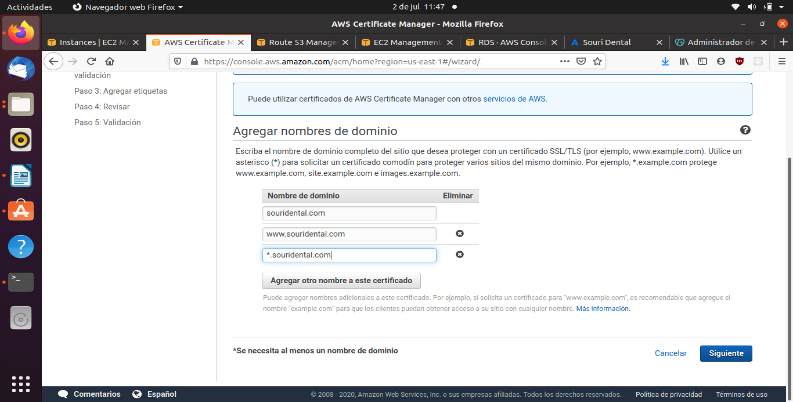 Actividades
Navegador web Firefox
2 de jul 11:47
AWS Certificate Manager - Mozilla Firefox
Instances | EC2 M
AWS Certificate M
Route 53 Manage
EC2 Management
RDS · AWS Conso
Souri Dental
Administrador de
https://console.aws.amazon.com/acm/home?region=us-east-1#/wizard/
validación
Paso 3: Agregar etiquetas
Paso 4: Revisar
Paso 5: Validación
Puede utilizar certificados de AWS Certificate Manager con otros servicios de AWS.
Agregar nombres de dominio
Escriba el nombre de dominio completo del sitio que desea proteger con un certificado SSL/TLS (por ejemplo, www.example.com). Utilice un
asterisco (*) para solicitar un certificado comodín para proteger varios sitios del mismo dominio. Por ejemplo, *.example.com protege
www.example.com, site.example.com e images.example.com.
Nombre de dominio Eliminar
souridental.com
www.souridental.com
*.souridental.com
Agregar otro nombre a este certificado
Puede agregar nombres adicionales a este certificado. Por ejemplo, si solicita un certificado para "www.example.com", es recomendable que agregue el
nombre "example.com" para que los clientes puedan obtener acceso a su sitio con cualquier nombre. Más información.
*Se necesita al menos un nombre de dominio
Cancelar
Siguiente
Comentarios
Español
© 2008 - 2020, Amazon Web Services, Inc. o sus empresas afiliadas. Todos los derechos reservados.
Política de privacidad
Términos de uso